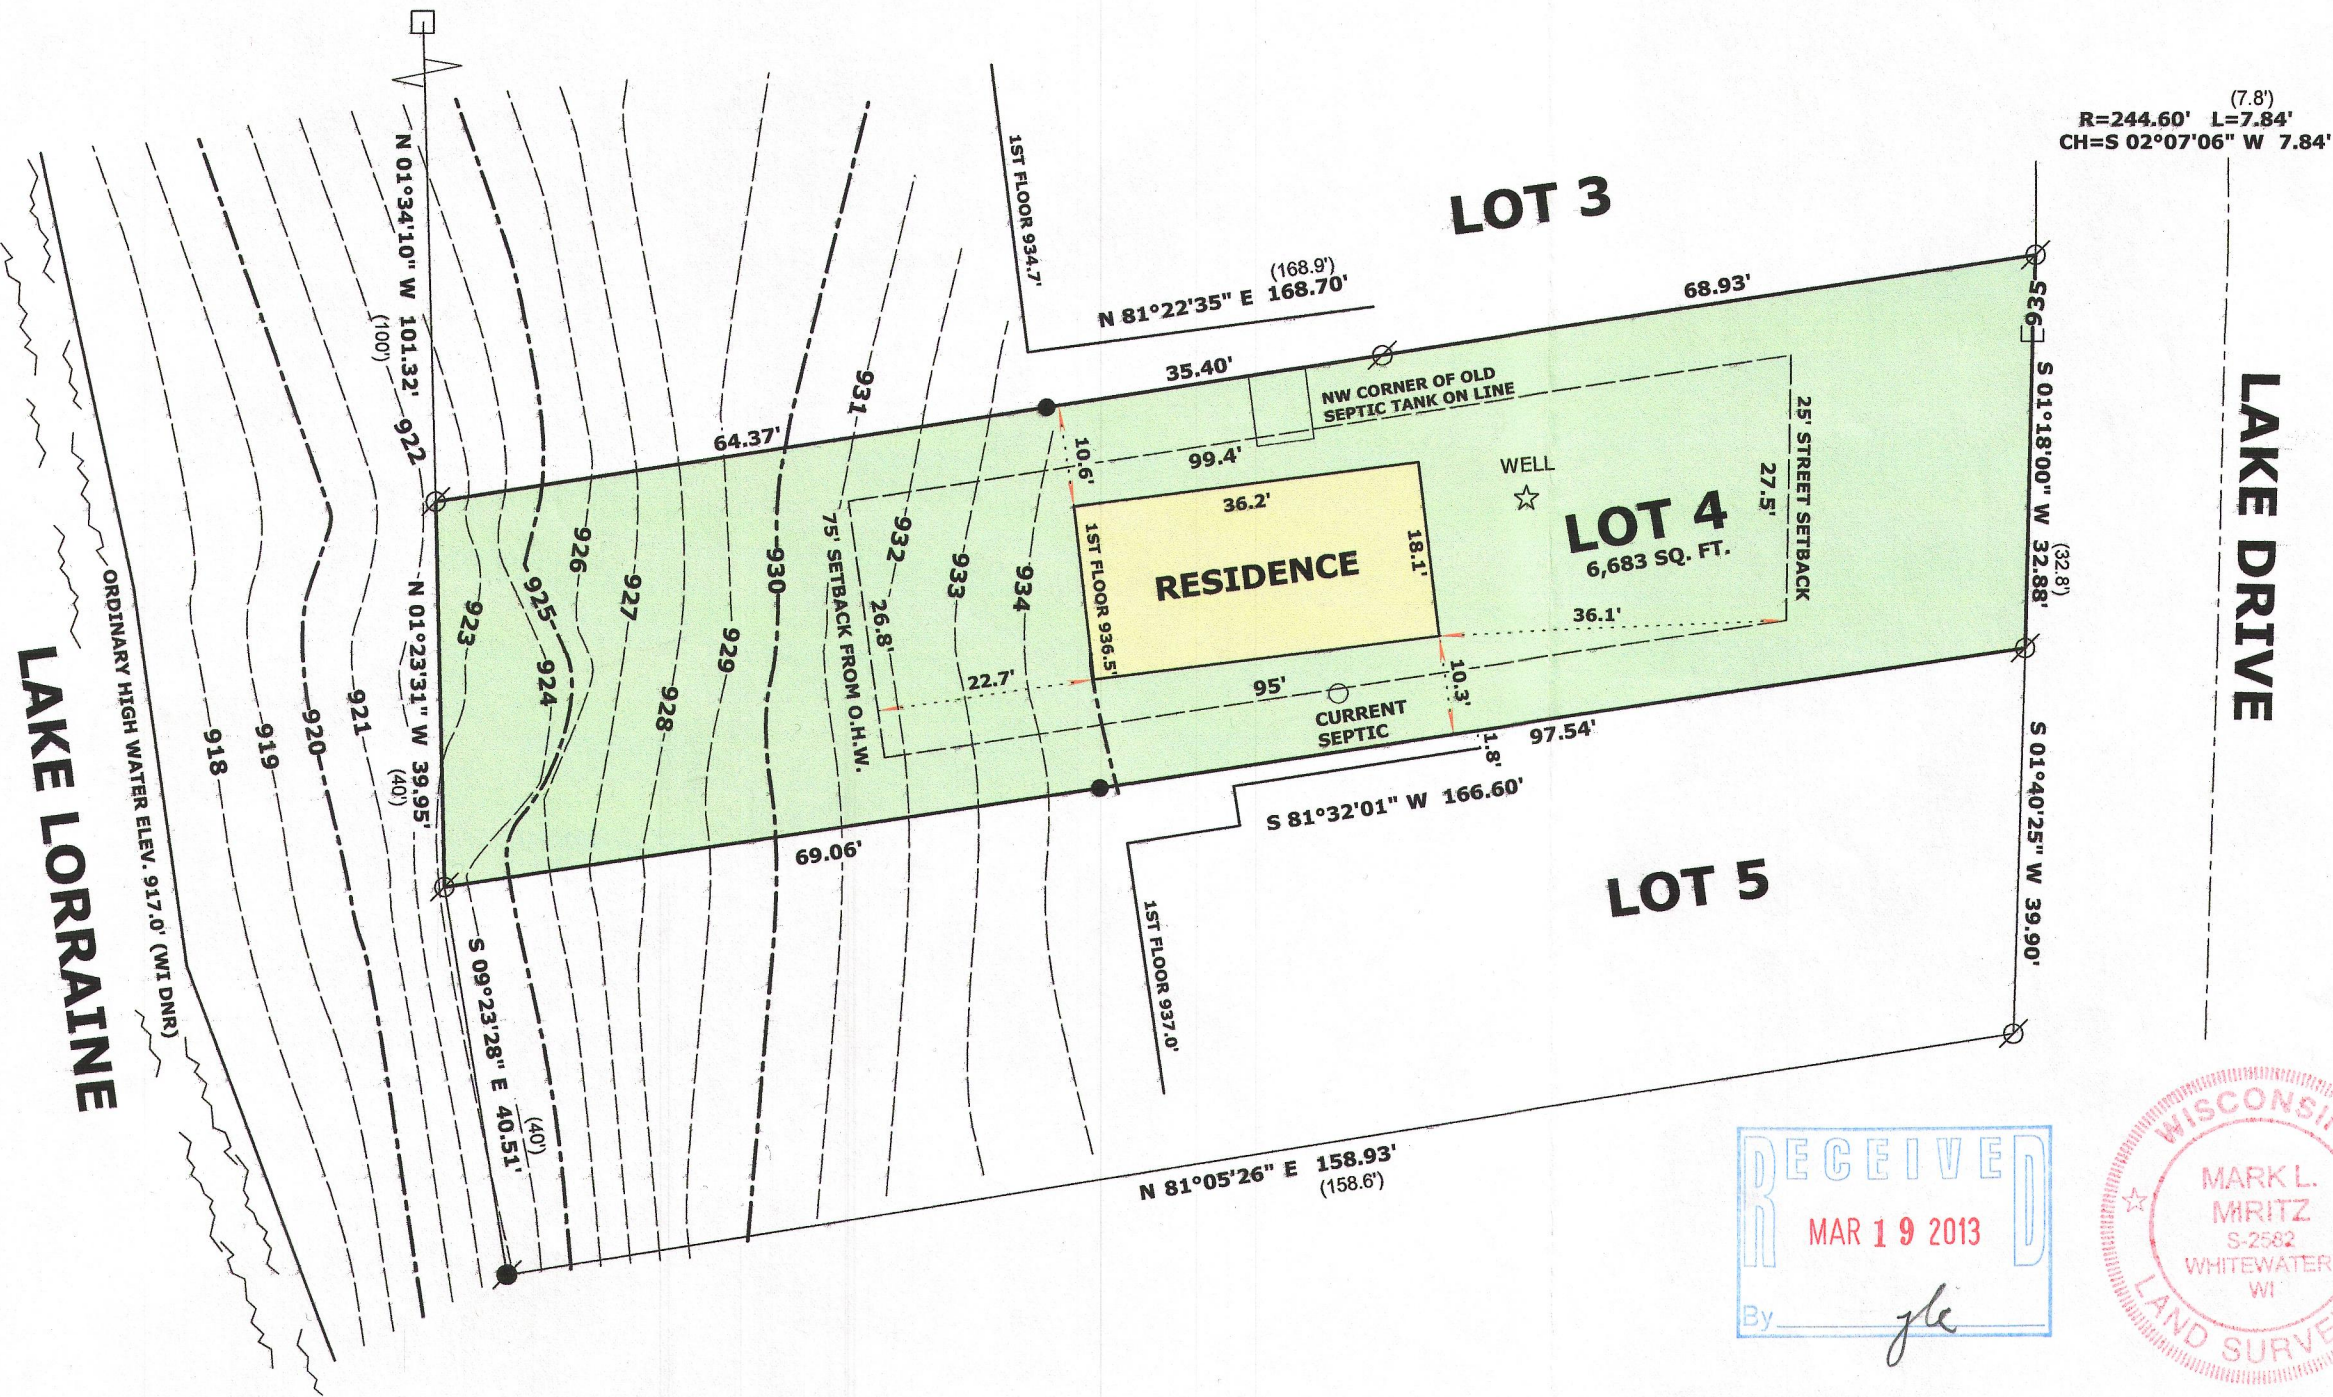 (7.8')
R=244.60' L=7.84'
CH=S 02°07'06" W 7.84'
LOT 3
1ST FLOOR 934.7'
(168.9')
N 81°22'35" E 168.70'
68.93'
35.40'
64.37'
N 01°34'10" W 101.32'
(100')
922
931
935
S 01°18'00" W 32.88'
(32.8')
LAKE DRIVE
NW CORNER OF OLD
SEPTIC TANK ON LINE
10.6'
99.4'
36.2'
WELL
LOT 4
6,683 SQ. FT.
27.5'
25' STREET SETBACK
1ST FLOOR 936.5'
RESIDENCE
18.1'
36.1'
75' SETBACK FROM O.H.W.
26.8'
22.7'
95'
CURRENT
SEPTIC
10.3'
1.8'
97.54'
923
924
925
926
927
928
929
930
932
933
934
N 01°23'31" W 39.95'
(40')
918
919
920
921
ORDINARY HIGH WATER ELEV. 917.0' (WI DNR)
LAKE LORRAINE
69.06'
S 81°32'01" W 166.60'
LOT 5
1ST FLOOR 937.0'
S 01°40'25" W 39.90'
S 09°23'28" E 40.51'
(40')
N 81°05'26" E 158.93'
(158.6')
RECEIVED
MAR 19 2013
By
MARK L.
MIRITZ
S-2582
WHITEWATER
WI
LAND